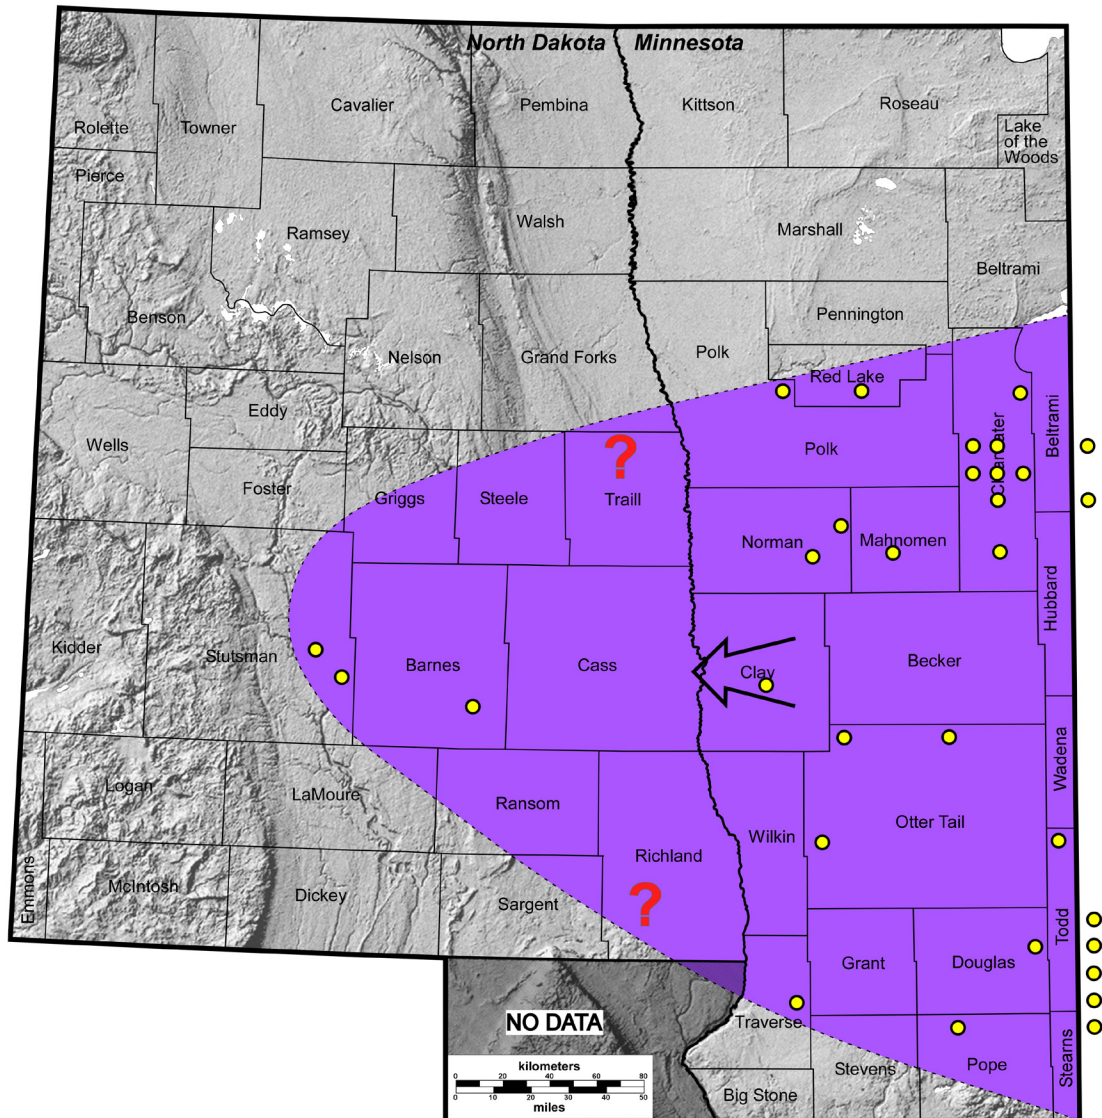 North Dakota Minnesota
Cavalier
Pembina
Kittson
Roseau
Rolette
Towner
Lake
of the
Woods
Pierce
Walsh
Ramsey
Marshall
Beltrami
Benson
Pennington
Nelson
Grand Forks
Polk
Red Lake
Eddy
Wells
?
Polk
Clearwater
Beltrami
Foster
Griggs
Steele
Traill
Norman
Mahnomen
Hubbard
Kidder
Stutsman
Barnes
Cass
Clay
Becker
Wadena
Logan
LaMoure
Ransom
Wilkin
Otter Tail
Richland
Emmons
McIntosh
Dickey
Sargent
?
Todd
Grant
Douglas
NO DATA
Traverse
Stearns
Stevens
Pope
Big Stone
kilometers
0 20 40 60 80
0 10 20 30 40 50
miles